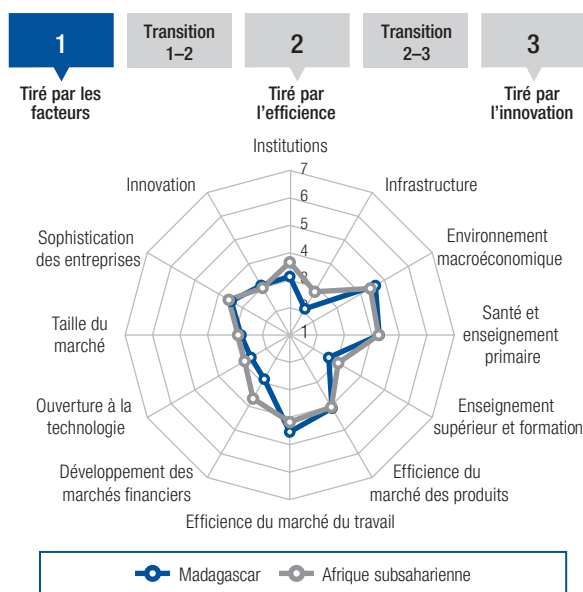 1
Transition
1–2
2
Transition
2–3
3
Tiré par les
facteurs
Tiré par
l’efficience
Tiré par
l’innovation
Institutions
7
6
5
4
3
2
1
Infrastructure
Environnement
macroéconomique
Santé et
enseignement
primaire
Enseignement
supérieur et formation
Efficience du
marché des produits
Efficience du marché du travail
Développement des
marchés financiers
Ouverture à la
technologie
Taille du
marché
Sophistication
des entreprises
Innovation
Madagascar
Afrique subsaharienne